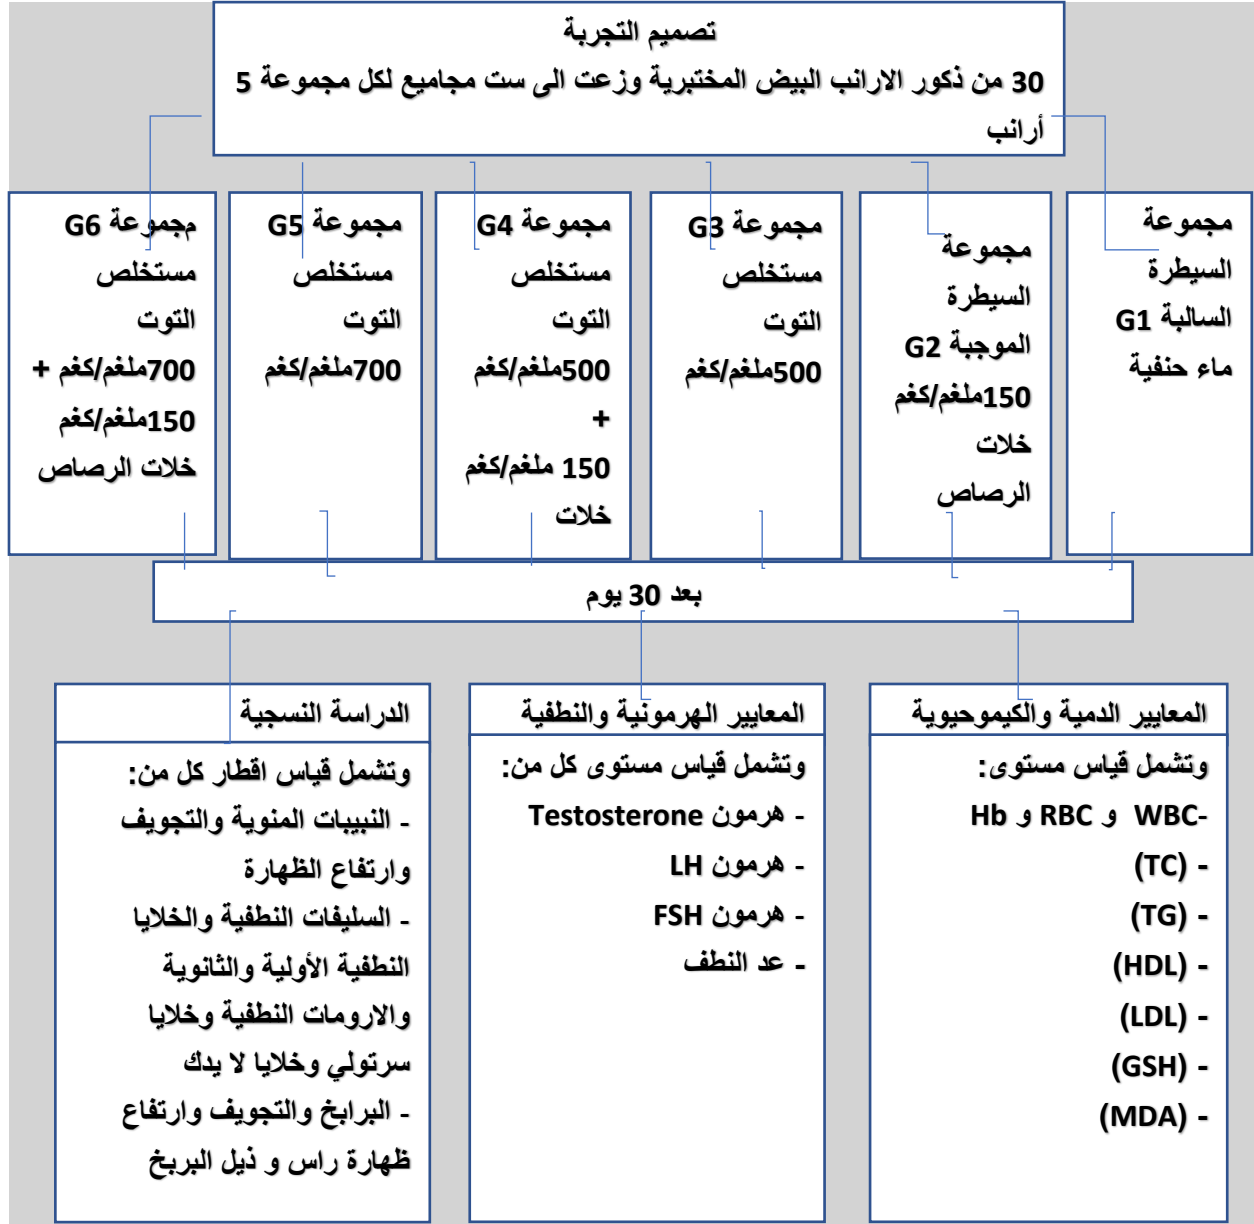 تصميم التجربة
30 من ذكور الارانب البيض المختبرية وزعت الى ست مجاميع لكل مجموعة 5
أرانب
مجموعة
السيطرة
السالبة G1
ماء حنفية
مجموعة
السيطرة
الموجبة G2
150ملغم/كغم
خلات
الرصاص
مجموعة G3
مستخلص
التوت
500ملغم/كغم
مجموعة G4
مستخلص
التوت
500ملغم/كغم
+
150 ملغم/كغم
خلات
مجموعة G5
مستخلص
التوت
700ملغم/كغم
مجموعة G6
مستخلص
التوت
700ملغم/كغم +
150ملغم/كغم
خلات الرصاص
بعد 30 يوم
المعايير الدمية والكيموحيوية
وتشمل قياس مستوى:
-WBC و RBC و Hb
- (TC)
- (TG)
- (HDL)
- (LDL)
- (GSH)
- (MDA)
المعايير الهرمونية والنطفية
وتشمل قياس مستوى كل من:
- هرمون Testosterone
- هرمون LH
- هرمون FSH
- عد النطف
الدراسة النسجية
وتشمل قياس اقطار كل من:
- النبيبات المنوية والتجويف
وارتفاع الظهارة
- السليفات النطفية والخلايا
النطفية الأولية والثانوية
والارومات النطفية وخلايا
سرتولي وخلايا لا يدك
- البرابخ والتجويف وارتفاع
ظهارة راس و ذيل البربخ